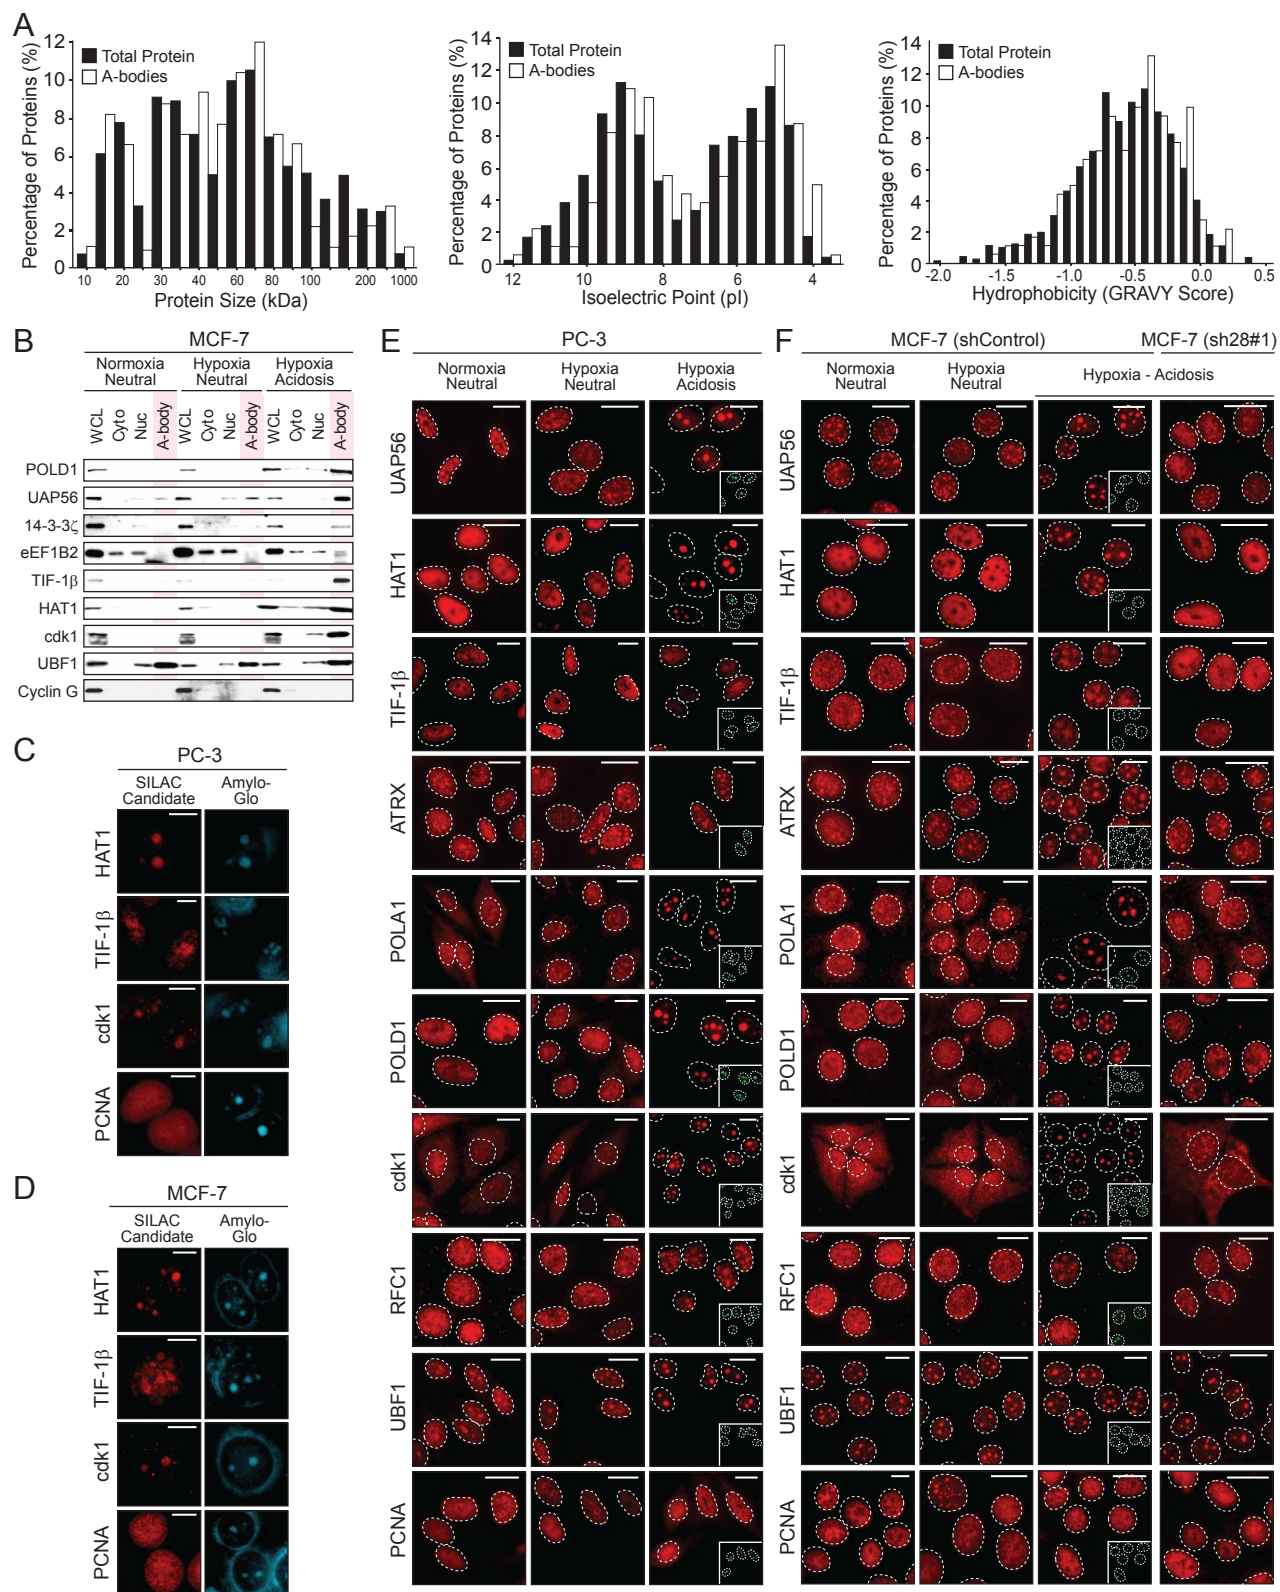 A
Percentage of Proteins (%)
12
10
8
6
4
2
0
Total Protein
A-bodies
10 20 30 40 60 80 100 200 1000
Protein Size (kDa)
Percentage of Proteins (%)
14
12
10
8
6
4
2
0
Total Protein
A-bodies
12 10 8 6 4
Isoelectric Point (pI)
Percentage of Proteins (%)
14
12
10
8
6
4
2
0
Total Protein
A-bodies
-2.0 -1.5 -1.0 -0.5 0.0 0.5
Hydrophobicity (GRAVY Score)
B
MCF-7
Normoxia Neutral
Hypoxia Neutral
Hypoxia Acidosis
WCL Cyto Nuc A-body WCL Cyto Nuc A-body WCL Cyto Nuc A-body
POLD1
UAP56
14-3-3ζ
eEF1B2
TIF-1β
HAT1
cdk1
UBF1
Cyclin G
C
PC-3
SILAC Candidate
Amylo-Glo
HAT1
TIF-1β
cdk1
PCNA
D
MCF-7
SILAC Candidate
Amylo-Glo
HAT1
TIF-1β
cdk1
PCNA
E
PC-3
Normoxia Neutral
Hypoxia Neutral
Hypoxia Acidosis
UAP56
HAT1
TIF-1β
ATRX
POLA1
POLD1
cdk1
RFC1
UBF1
PCNA
F
MCF-7 (shControl)
MCF-7 (sh28#1)
Normoxia Neutral
Hypoxia Neutral
Hypoxia - Acidosis
UAP56
HAT1
TIF-1β
ATRX
POLA1
POLD1
cdk1
RFC1
UBF1
PCNA